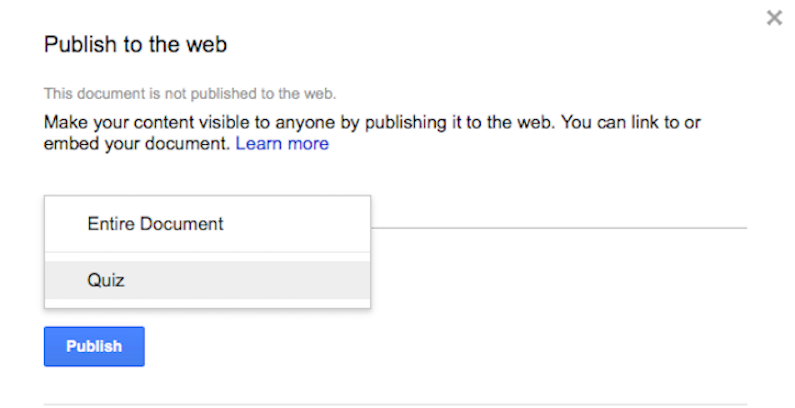 Publish to the web
This document is not published to the web.
Make your content visible to anyone by publishing it to the web. You can link to or
embed your document. Learn more
Entire Document
Quiz
Publish